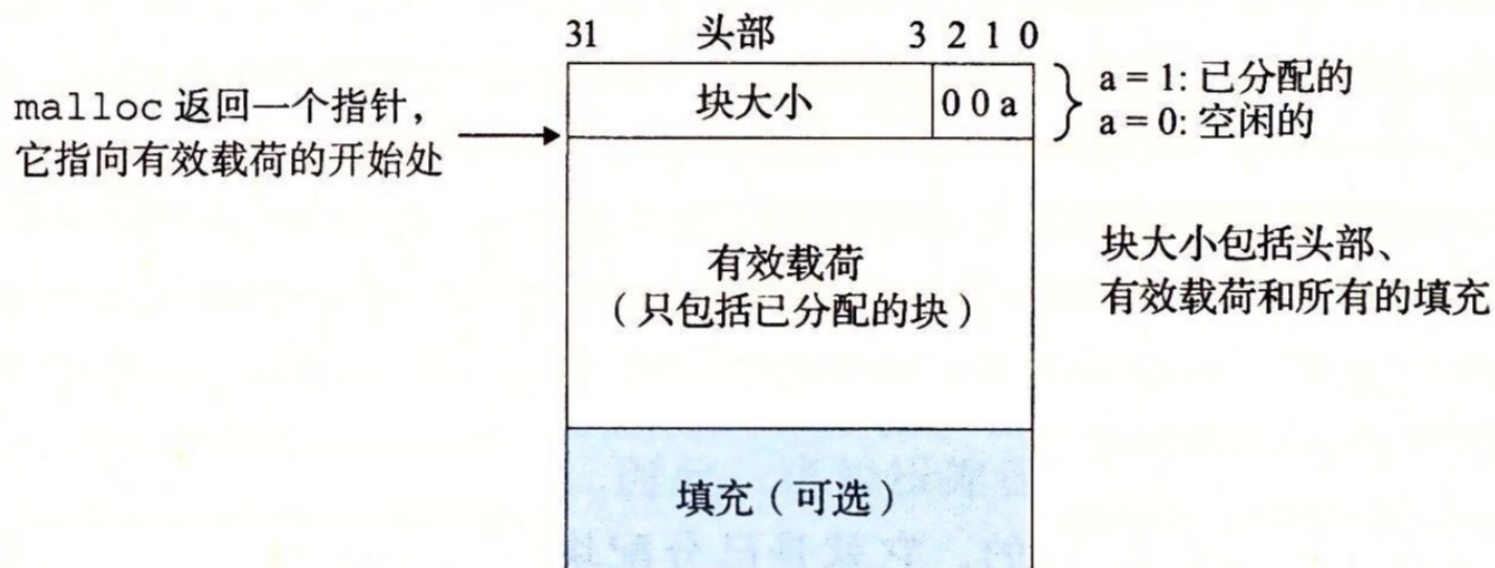 31 头部 3 2 1 0
块大小 0 0 a
a = 1: 已分配的
a = 0: 空闲的
malloc 返回一个指针，
它指向有效载荷的开始处
有效载荷
（只包括已分配的块）
块大小包括头部、
有效载荷和所有的填充
填充（可选）